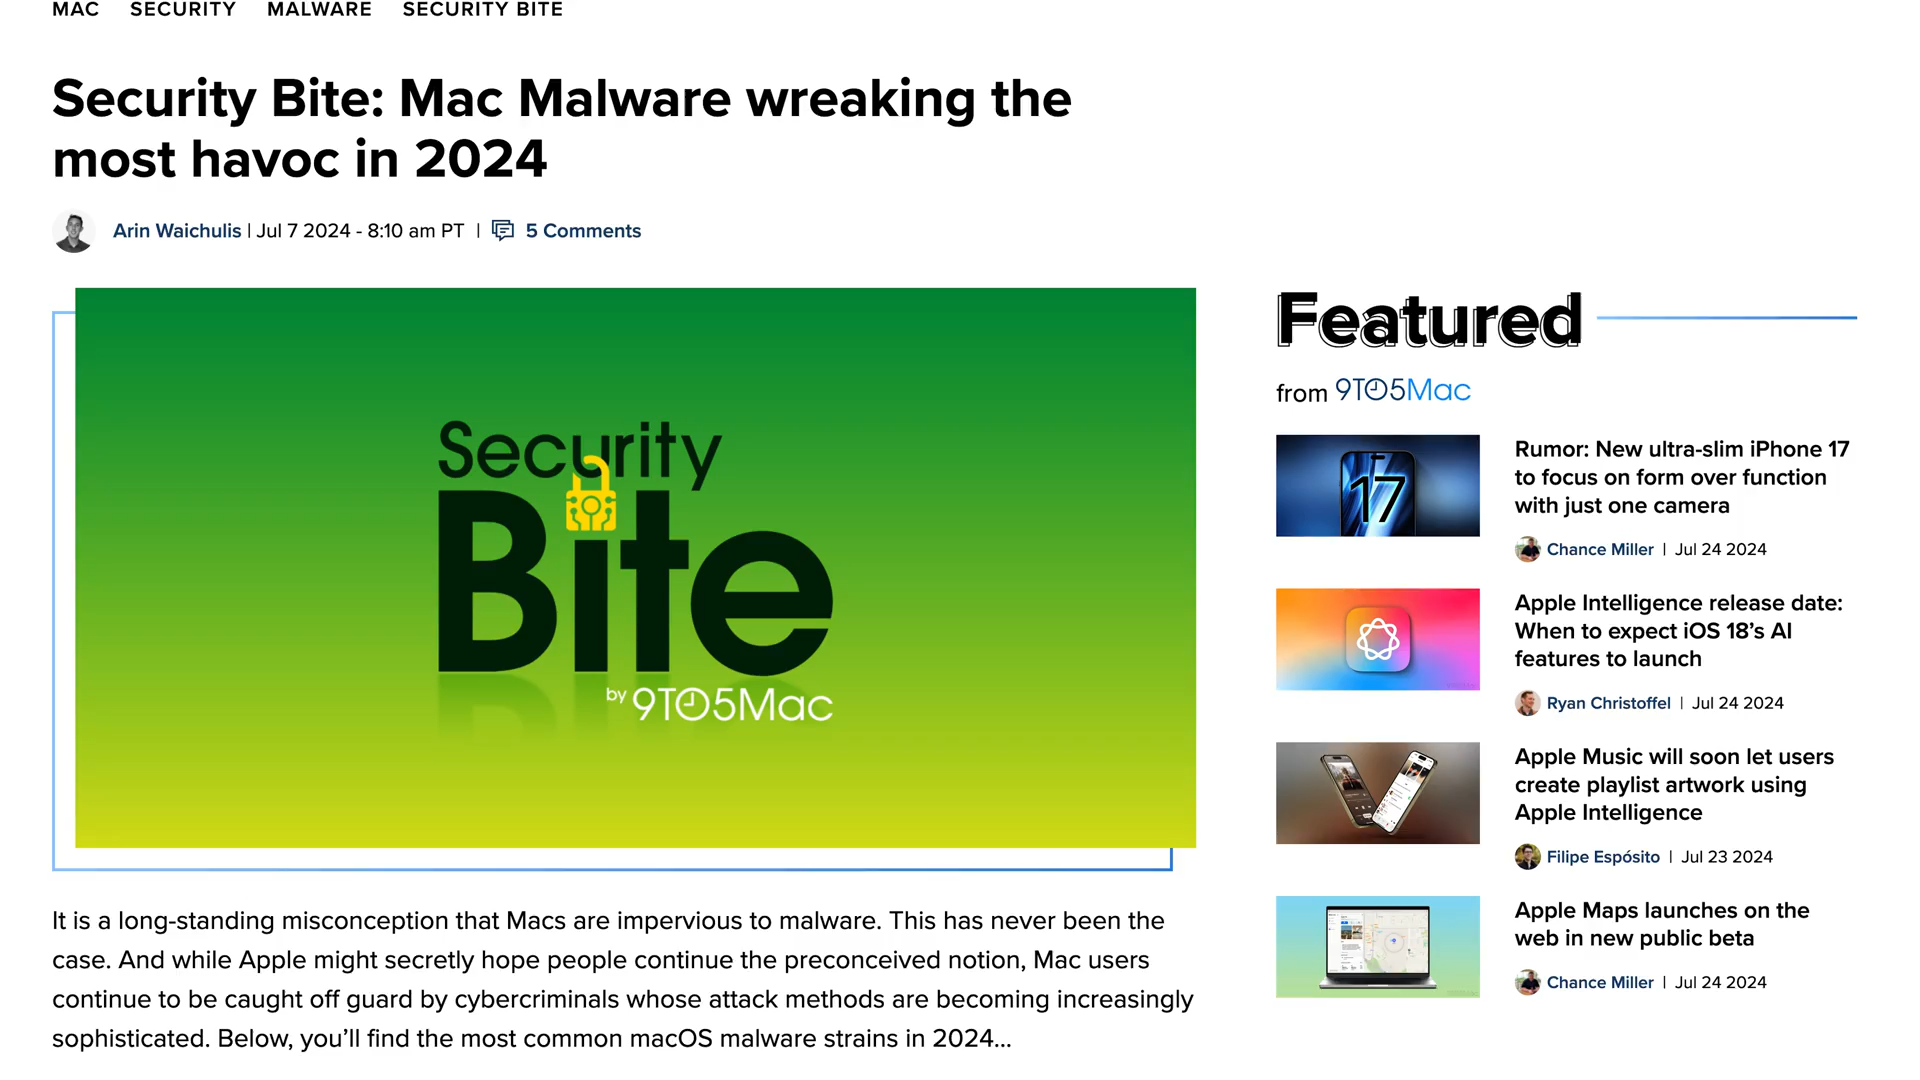 MAC SECURITY MALWARE SECURITY BITE
Security Bite: Mac Malware wreaking the
most havoc in 2024
Arin Waichulis | Jul 7 2024 - 8:10 am PT | 5 Comments
Security
Bite
by 9TO5Mac
It is a long-standing misconception that Macs are impervious to malware. This has never been the
case. And while Apple might secretly hope people continue the preconceived notion, Mac users
continue to be caught off guard by cybercriminals whose attack methods are becoming increasingly
sophisticated. Below, you’ll find the most common macOS malware strains in 2024...
Featured
from 9TO5Mac
17
Rumor: New ultra-slim iPhone 17
to focus on form over function
with just one camera
Chance Miller | Jul 24 2024
Apple Intelligence release date:
When to expect iOS 18’s AI
features to launch
Ryan Christoffel | Jul 24 2024
Apple Music will soon let users
create playlist artwork using
Apple Intelligence
Filipe Espósito | Jul 23 2024
Apple Maps launches on the
web in new public beta
Chance Miller | Jul 24 2024